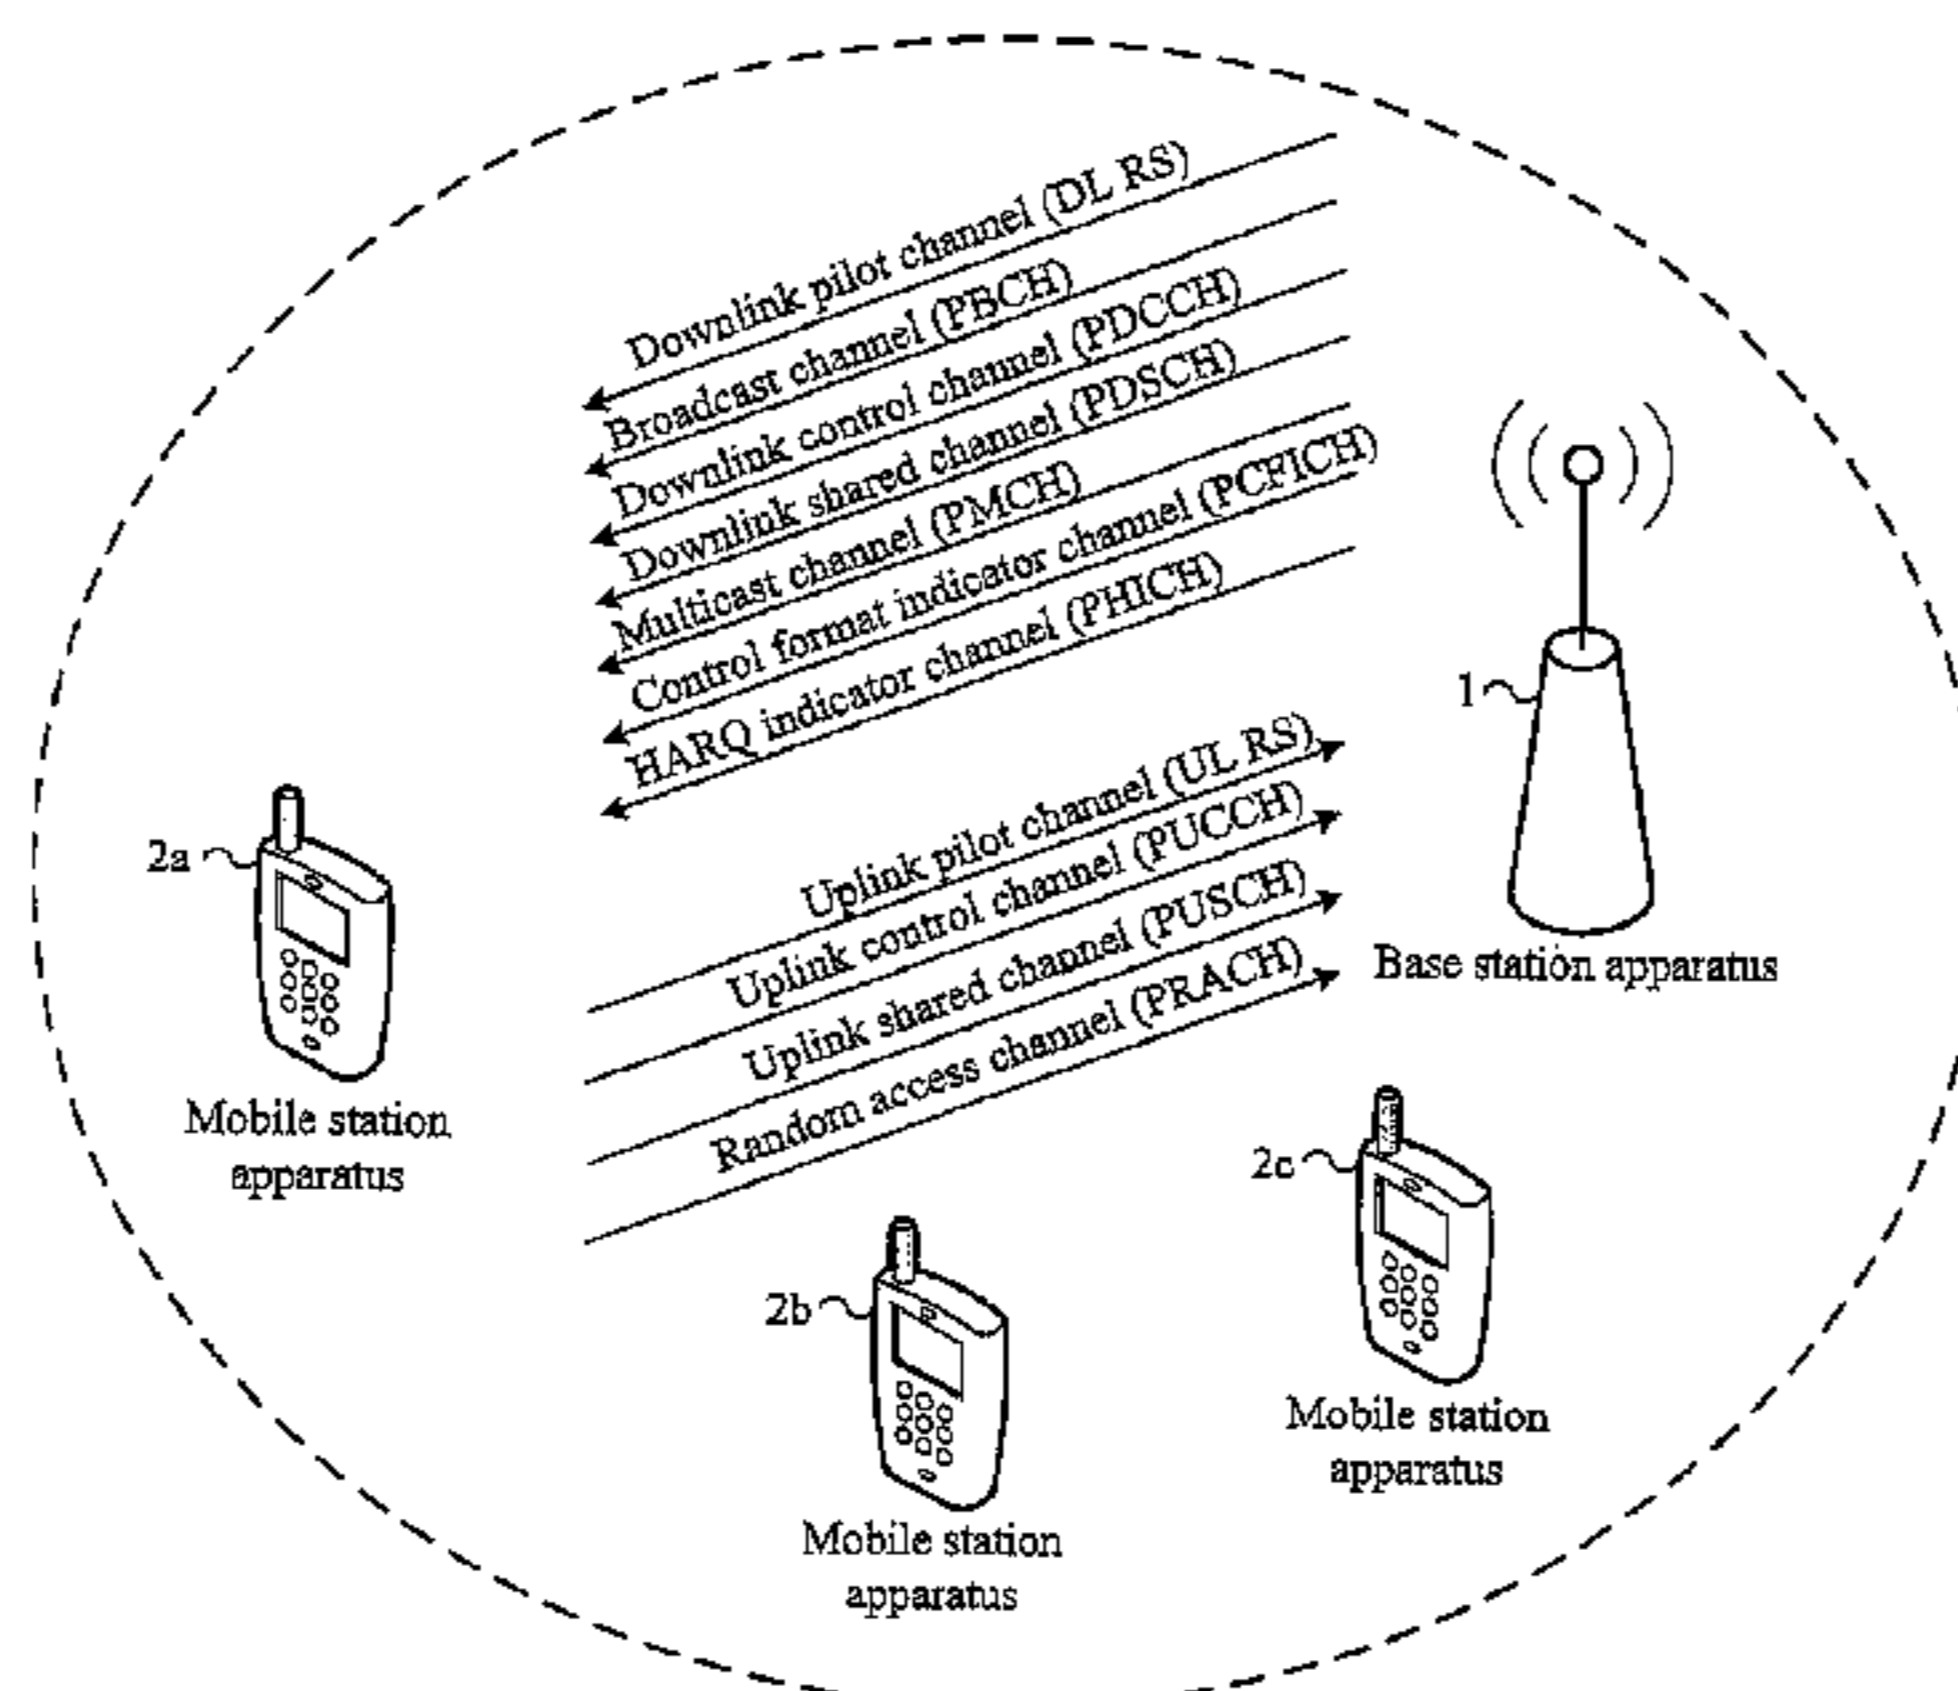 Downlink pilot channel (DL RS)
Broadcast channel (PBCH)
Downlink control channel (PDCCH)
Downlink shared channel (PDSCH)
Multicast channel (PMCH)
Control format indicator channel (PCFICH)
HARQ indicator channel (PHICH)
1
Uplink pilot channel (UL RS)
Uplink control channel (PUCCH)
Uplink shared channel (PUSCH)
Random access channel (PRACH)
Base station apparatus
2a
Mobile station
apparatus
2b
Mobile station
apparatus
2c
Mobile station
apparatus